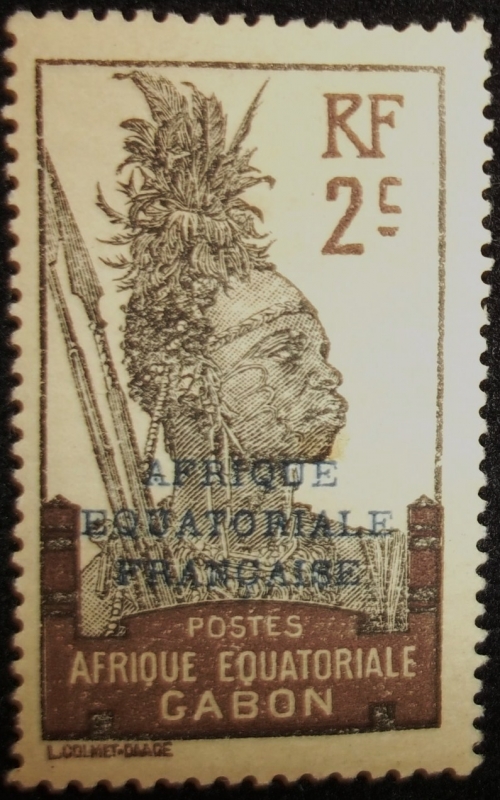 RF
2c
AFRIQUE
EQUATORIALE
FRANÇAISE
POSTES
AFRIQUE EQUATORIALE
GABON
L.COLMET-DAAGE